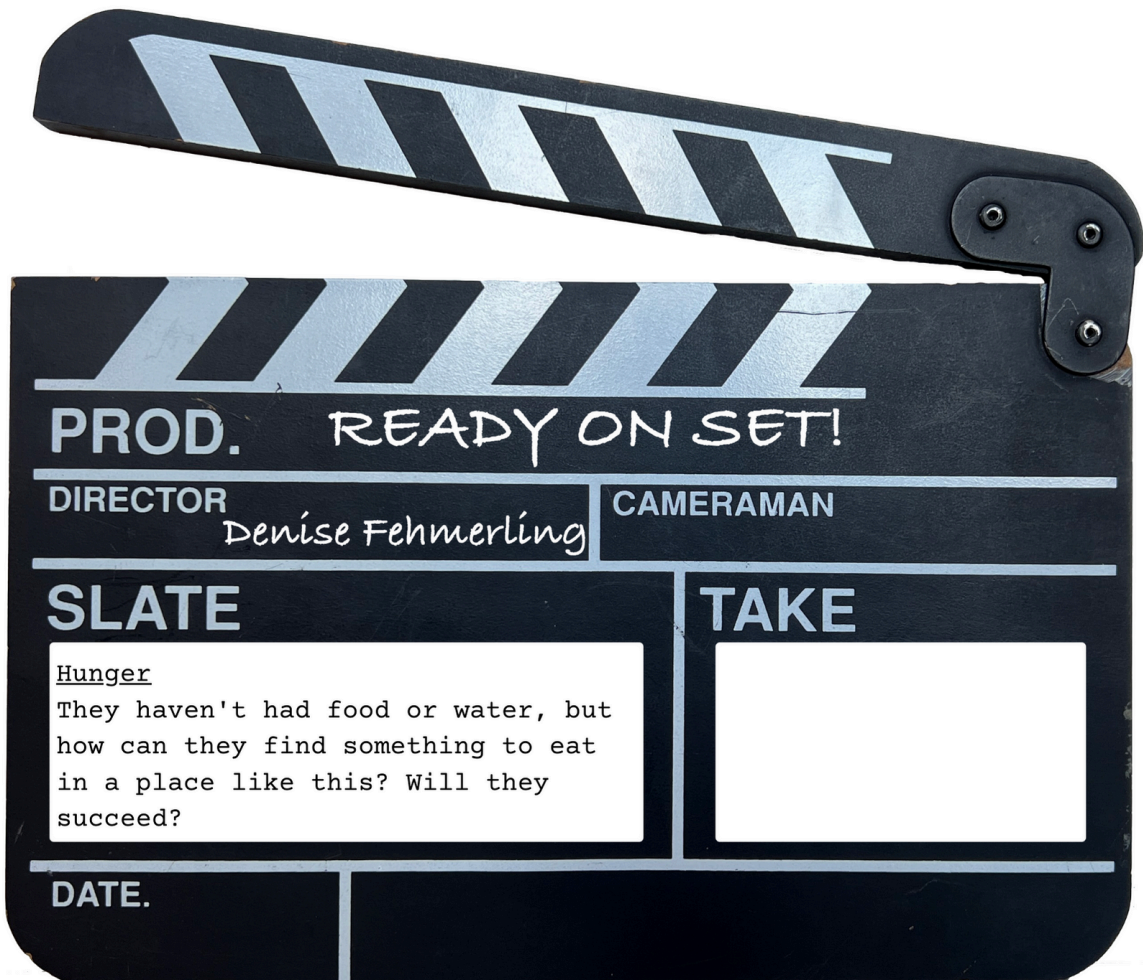 PROD. READY ON SET!
DIRECTOR
Denise Fehmerling
CAMERAMAN
SLATE
TAKE
Hunger
They haven't had food or water, but
how can they find something to eat
in a place like this? Will they
succeed?
DATE.